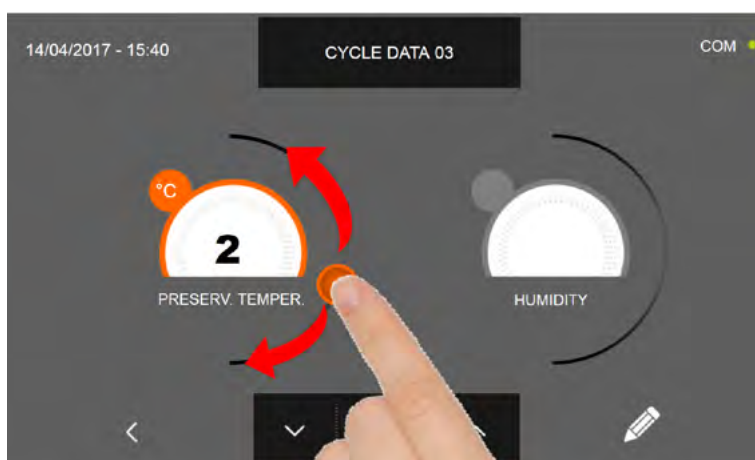 14/04/2017 - 15:40
CYCLE DATA 03
COM
°C
2
PRESERV. TEMPER.
HUMIDITY